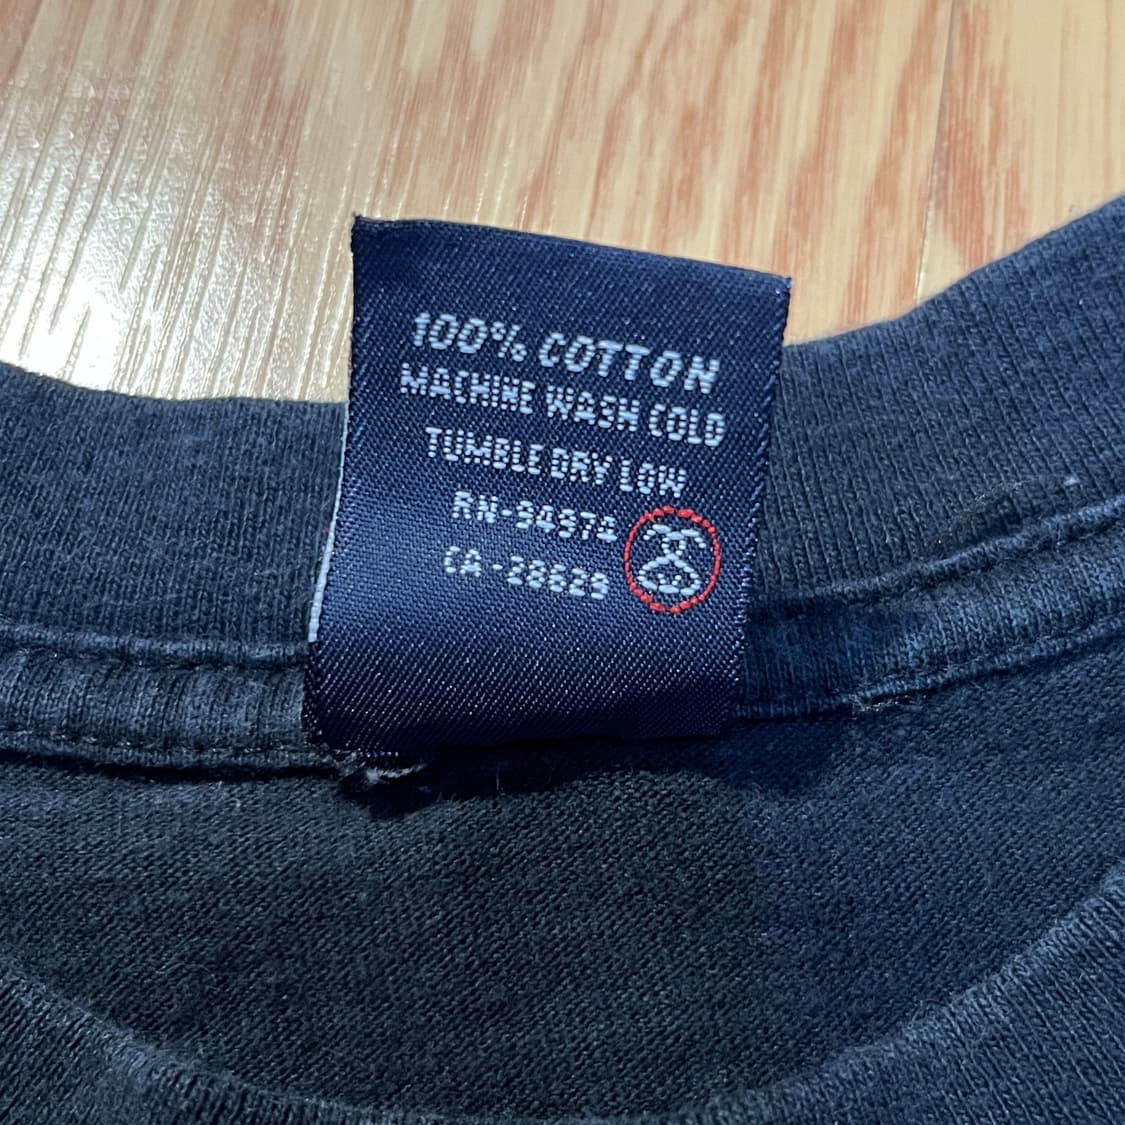 100% COTTON
MACHINE WASH COLD
TUMBLE DRY LOW
RN-94974
CA-28629